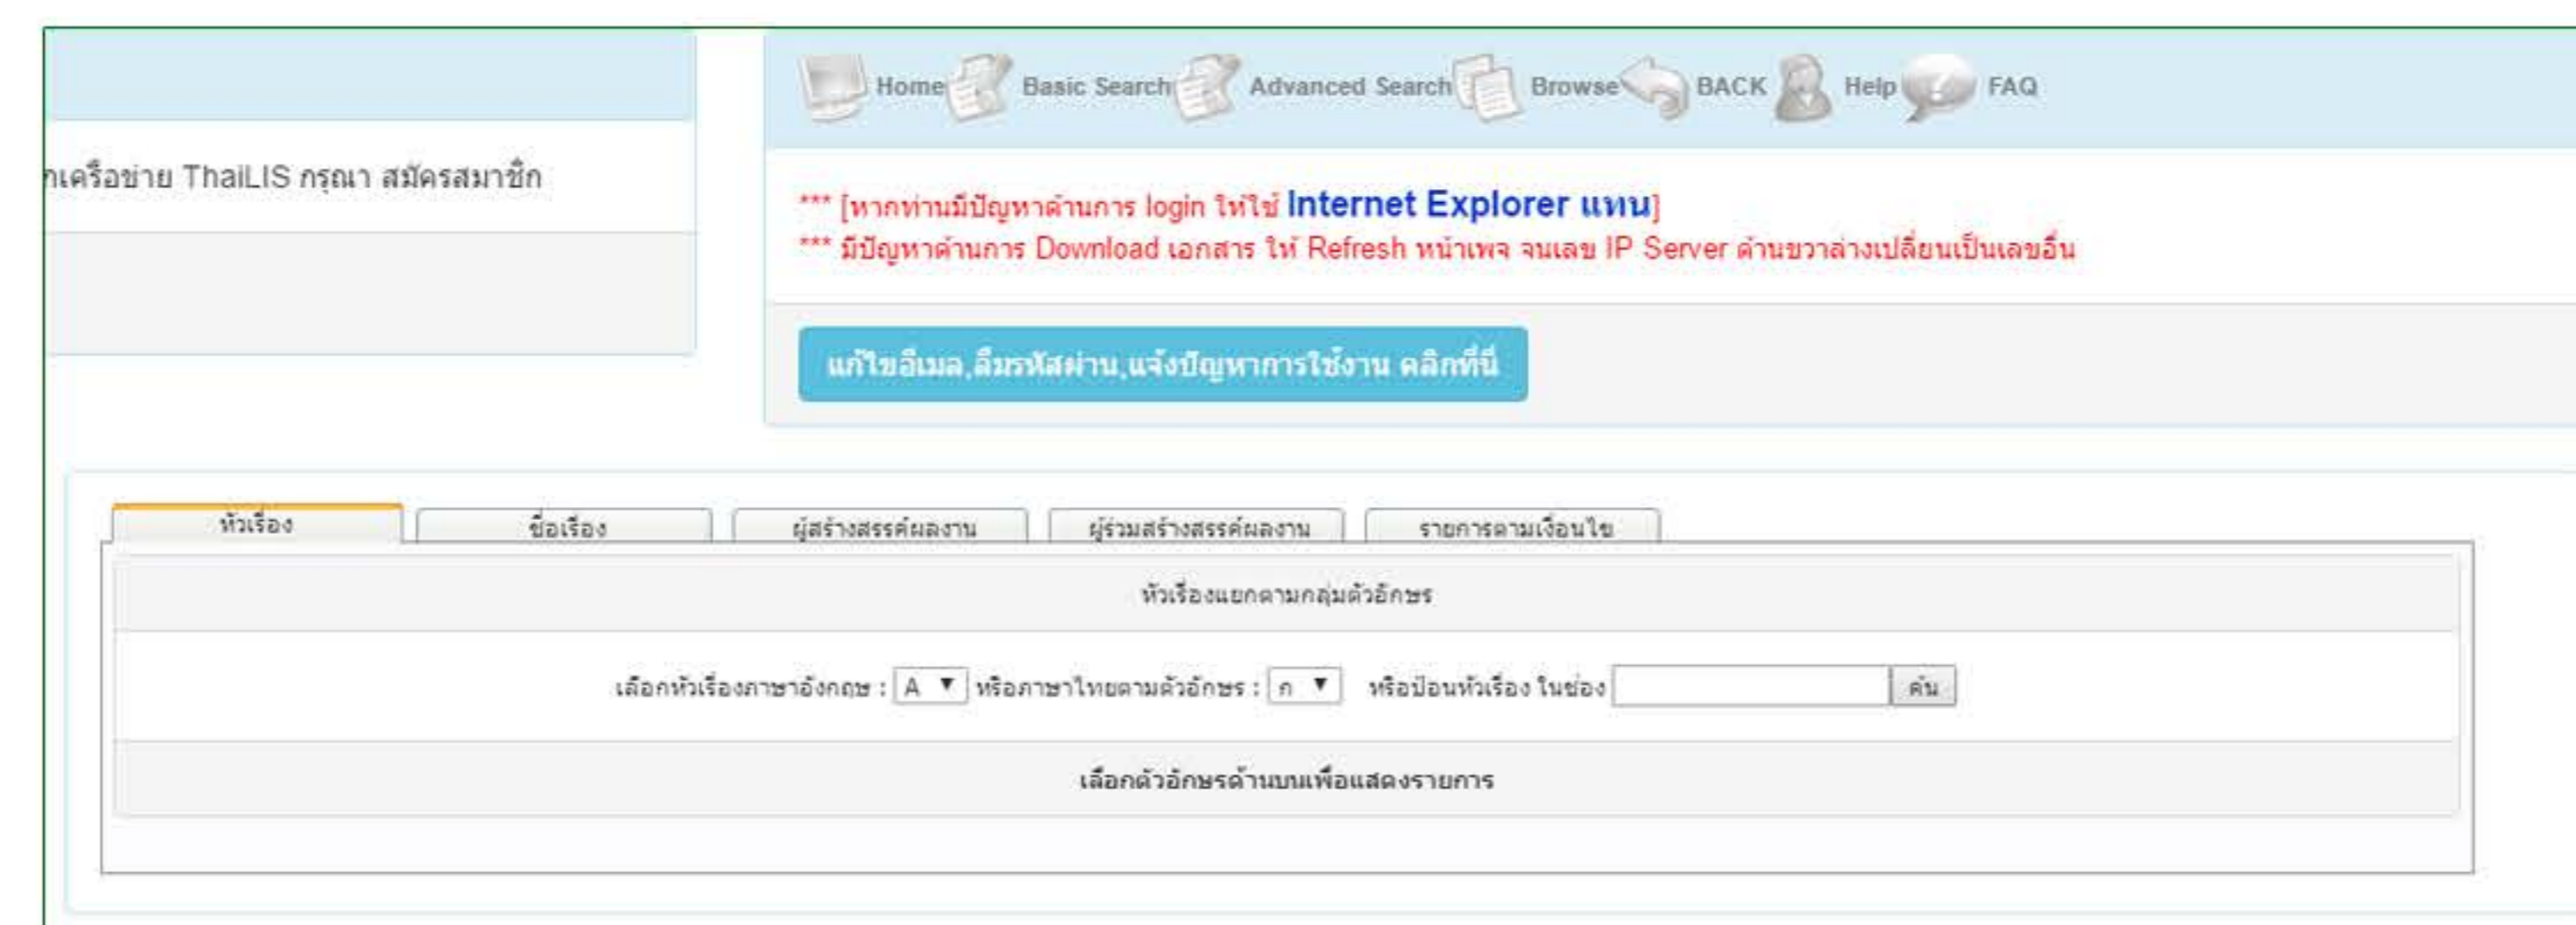 Home Basic Search Advanced Search Browse BACK Help FAQ
กเครือข่าย ThaiLIS กรุณา สมัครสมาชิก
*** [หากท่านมีปัญหาด้านการ login ให้ใช้ Internet Explorer แทน]
*** มีปัญหาด้านการ Download เอกสาร ให้ Refresh หน้าเพจ จนเลข IP Server ด้านขวาล่างเปลี่ยนเป็นเลขอื่น
แก้ไขอีเมล,ลืมรหัสผ่าน,แจ้งปัญหาการใช้งาน คลิกที่นี่
หัวเรื่อง ชื่อเรื่อง ผู้สร้างสรรค์ผลงาน ผู้ร่วมสร้างสรรค์ผลงาน รายการตามเงื่อนไข
หัวเรื่องแยกตามกลุ่มตัวอักษร
เลือกหัวเรื่องภาษาอังกฤษ : A หรือภาษาไทยตามตัวอักษร : ก หรือป้อนหัวเรื่อง ในช่อง ค้น
เลือกตัวอักษรด้านบนเพื่อแสดงรายการ